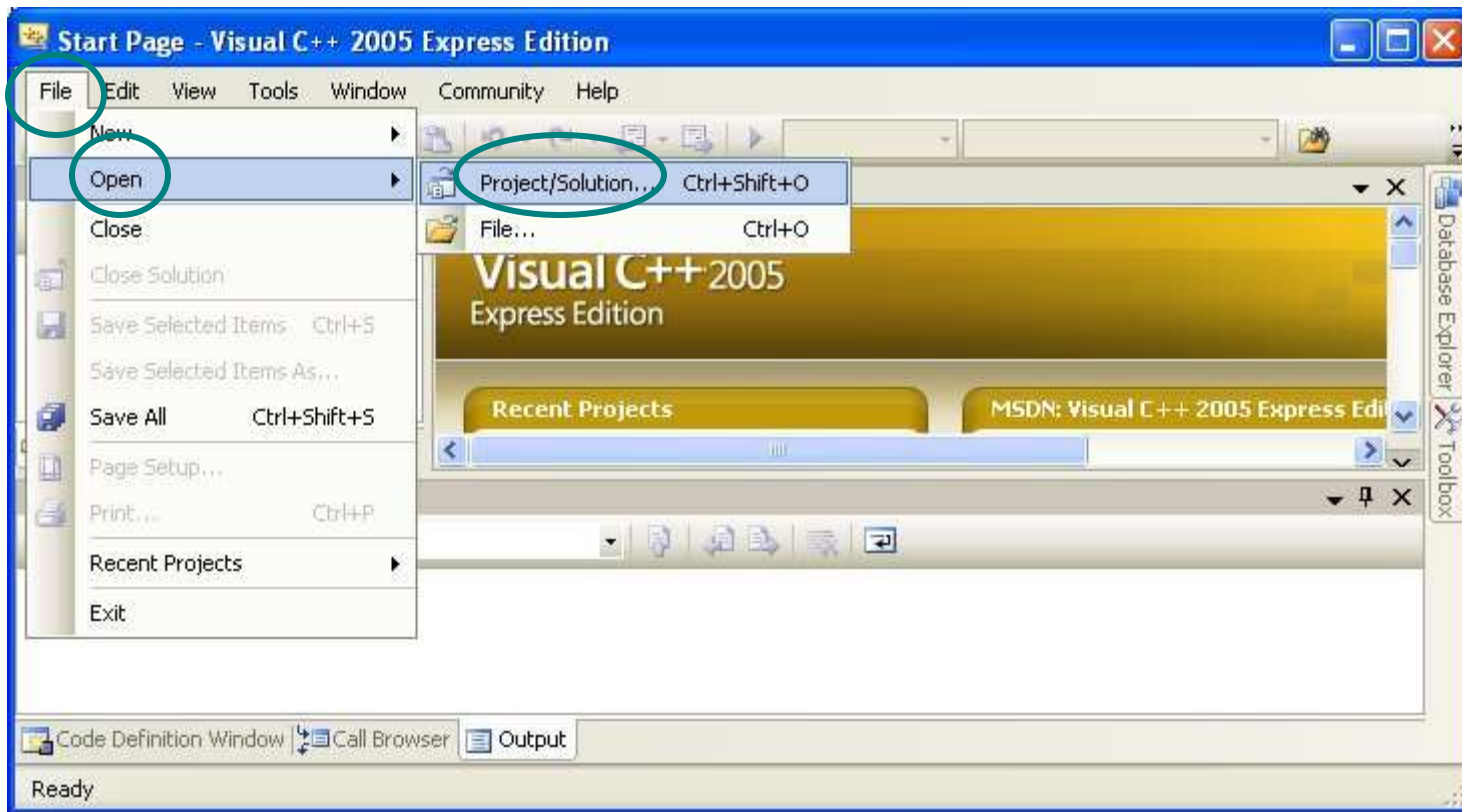 Start Page - Visual C++ 2005 Express Edition
File Edit View Tools Window Community Help
New
Open
Project/Solution... Ctrl+Shift+O
Close
File... Ctrl+O
Close Solution
Visual C++ 2005
Express Edition
Save Selected Items Ctrl+S
Save Selected Items As...
Save All Ctrl+Shift+S
Recent Projects
MSDN: Visual C++ 2005 Express Edi
Page Setup...
Print... Ctrl+P
Recent Projects
Exit
Database Explorer
Toolbox
Code Definition Window Call Browser Output
Ready